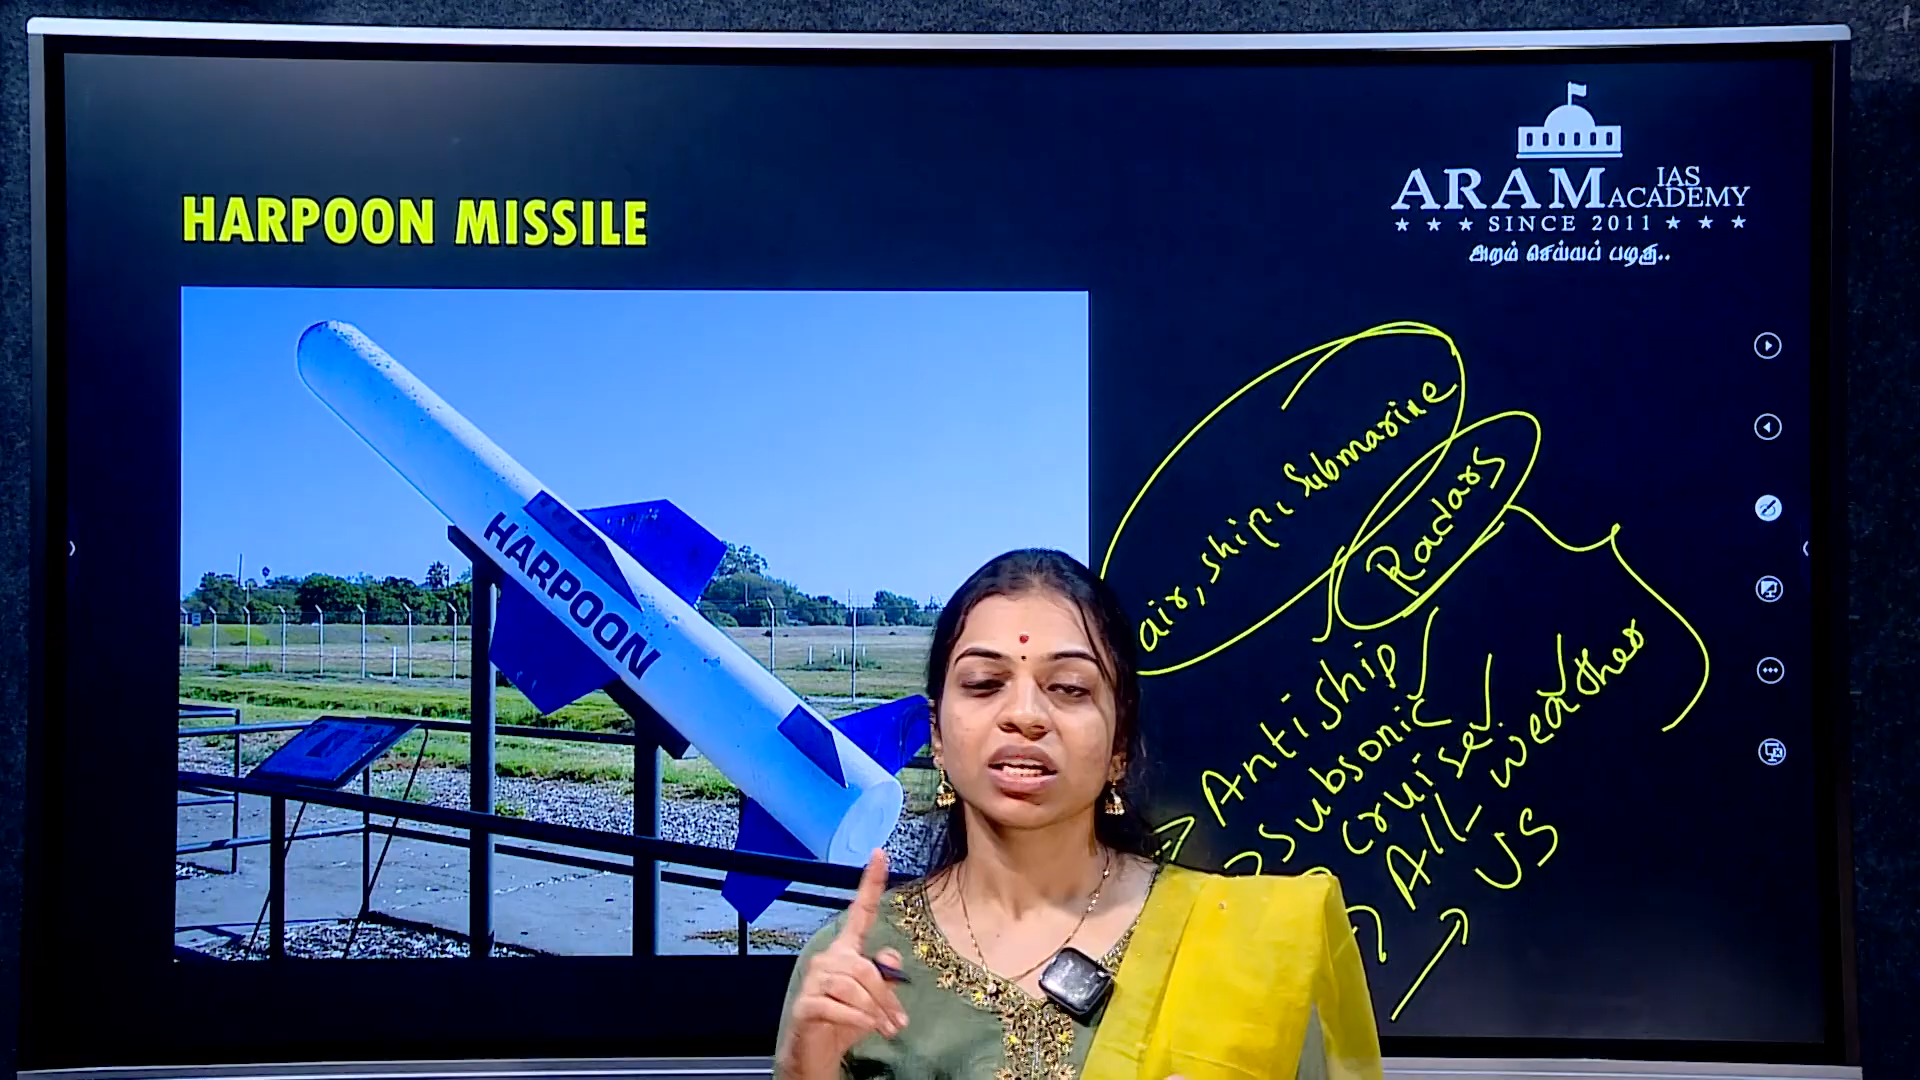 HARPOON MISSILE
ARAM IAS ACADEMY
SINCE 2011
அறம் செய்யப் பழகு..
HARPOON
air, ship, submarine
Radars
Antiship
Subsonic
cruise
All-weather
US